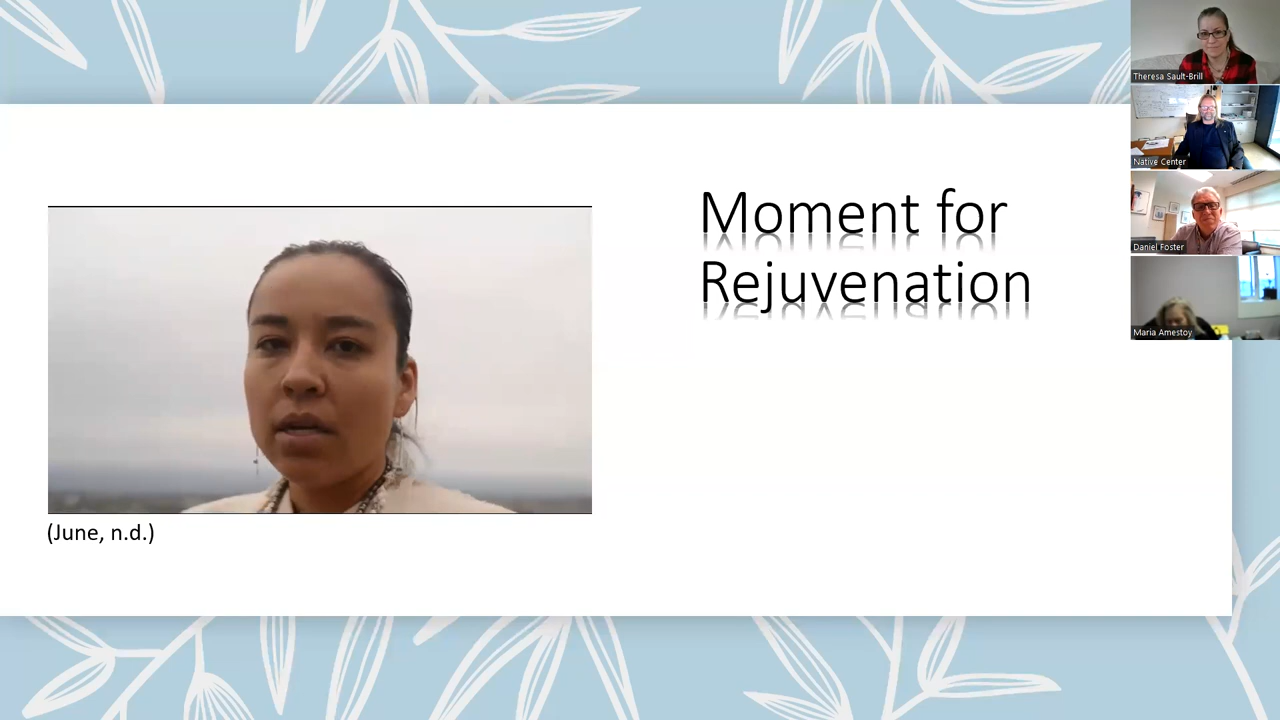 Moment for
Rejuvenation
(June, n.d.)
Theresa Sault-Brill
Native Center
Daniel Foster
Maria Amestoy